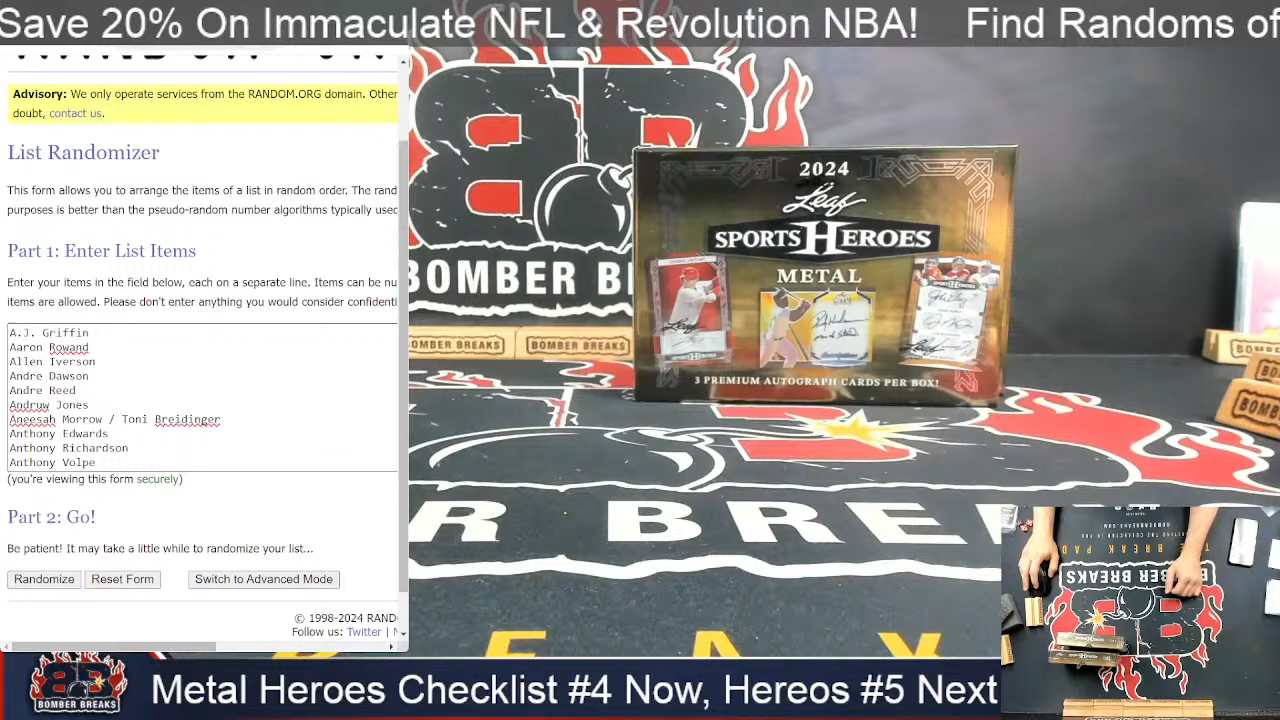 Save 20% On Immaculate NFL & Revolution NBA! Find Randoms of
Advisory: We only operate services from the RANDOM.ORG domain. Other
doubt, contact us.
List Randomizer
This form allows you to arrange the items of a list in random order. The rand
purposes is better than the pseudo-random number algorithms typically used
Part 1: Enter List Items
Enter your items in the field below, each on a separate line. Items can be nu
items are allowed. Please don't enter anything you would consider confidenti
A.J. Griffin
Aaron Rowand
Allen Iverson
Andre Dawson
Andre Reed
Andruw Jones
Aneesah Morrow / Toni Breidinger
Anthony Edwards
Anthony Richardson
Anthony Volpe
(you're viewing this form securely)
Part 2: Go!
Be patient! It may take a little while to randomize your list...
Randomize Reset Form Switch to Advanced Mode
© 1998-2024 RAND
Follow us: Twitter |
BOMBER B
BOMBER BREAKS
2024
Leaf
SPORTS HEROES
METAL
3 PREMIUM AUTOGRAPH CARDS PER BOX!
R BRE
BOMBER BREAKS
Metal Heroes Checklist #4 Now, Hereos #5 Next